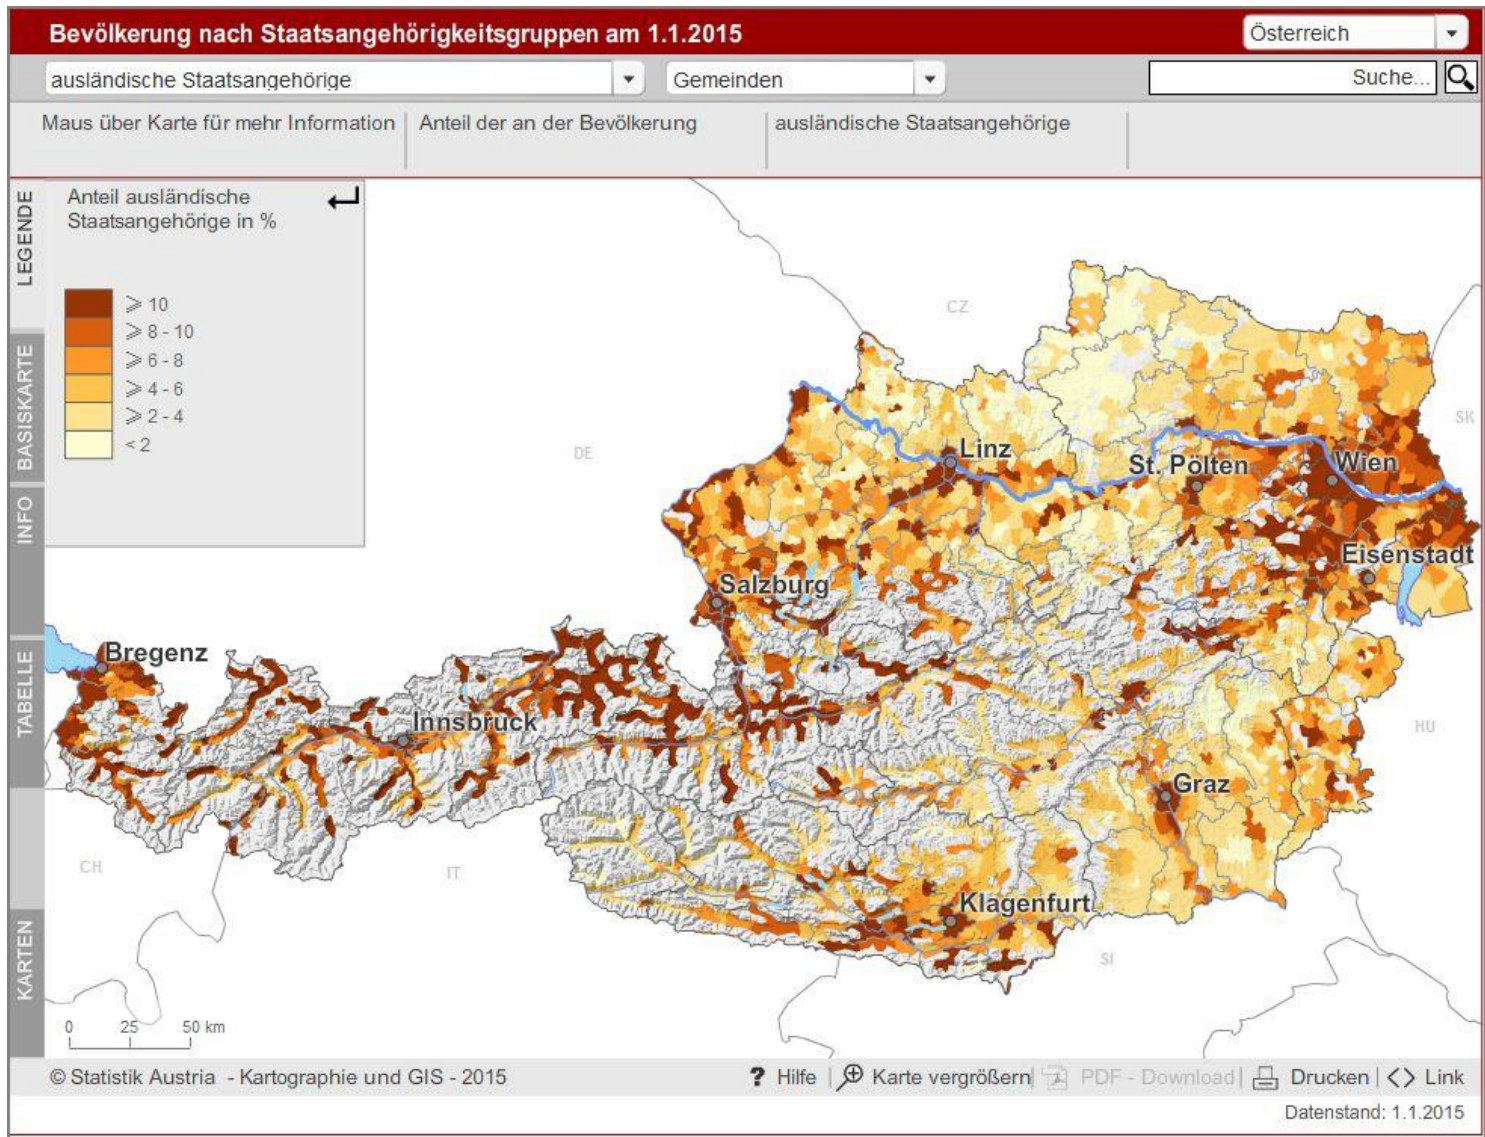 Bevölkerung nach Staatsangehörigkeitsgruppen am 1.1.2015
Österreich
ausländische Staatsangehörige
Gemeinden
Suche...
Maus über Karte für mehr Information
Anteil der an der Bevölkerung
ausländische Staatsangehörige
LEGENDE
BASISKARTE
INFO
TABELLE
KARTEN
Anteil ausländische
Staatsangehörige in %
⩾ 10
⩾ 8 - 10
⩾ 6 - 8
⩾ 4 - 6
⩾ 2 - 4
< 2
CZ
SK
DE
Linz
St. Pölten
Wien
Eisenstadt
Salzburg
Bregenz
Innsbruck
HU
Graz
CH
IT
Klagenfurt
SI
0 25 50 km
© Statistik Austria - Kartographie und GIS - 2015
? Hilfe | Karte vergrößern | PDF - Download | Drucken | <> Link
Datenstand: 1.1.2015